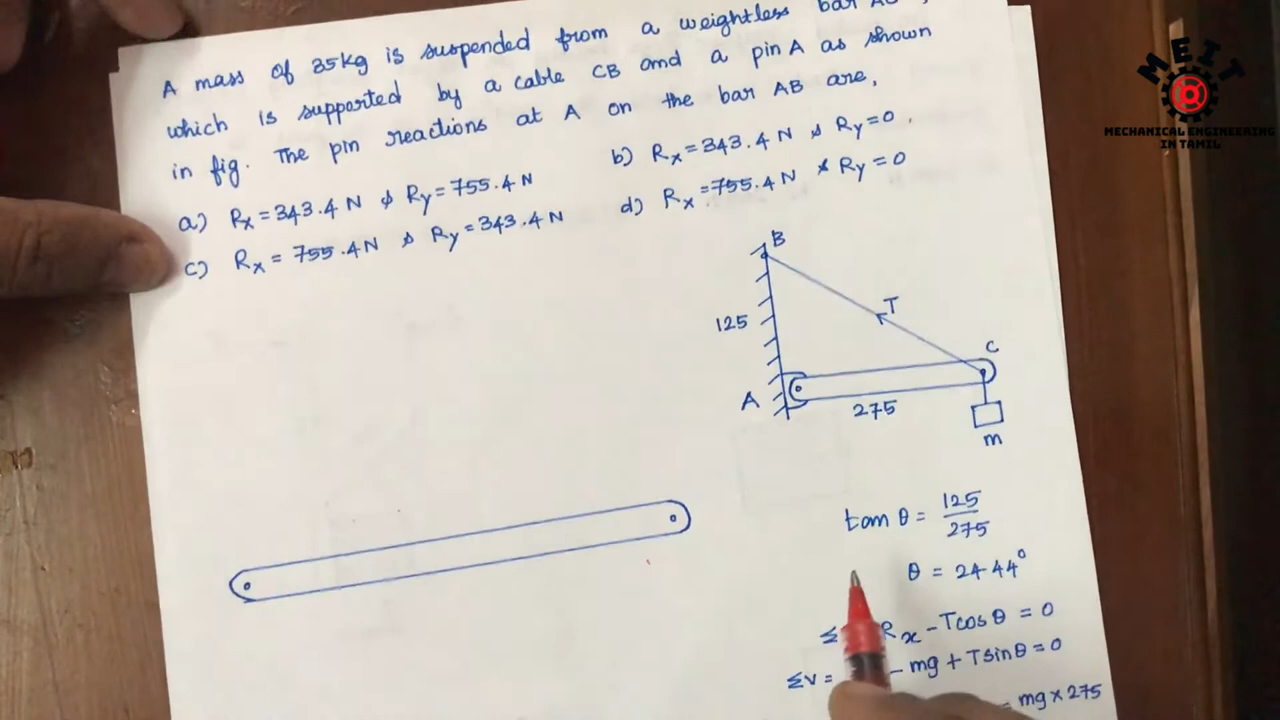 A mass of 35kg is suspended from a weightless bar
which is supported by a cable CB and a pin A as shown
in fig. The pin reactions at A on the bar AB are,
a) Rx = 343.4 N & Ry = 755.4 N
b) Rx = 343.4 N & Ry = 0.
c) Rx = 755.4 N & Ry = 343.4 N
d) Rx = 755.4 N & Ry = 0
B
T
125
C
A
275
m
tan θ = 125/275
θ = 24.44°
Rx - Tcosθ = 0
ΣV = - mg + Tsinθ = 0
= mg x 275
MEIT
MECHANICAL ENGINEERING
IN TAMIL